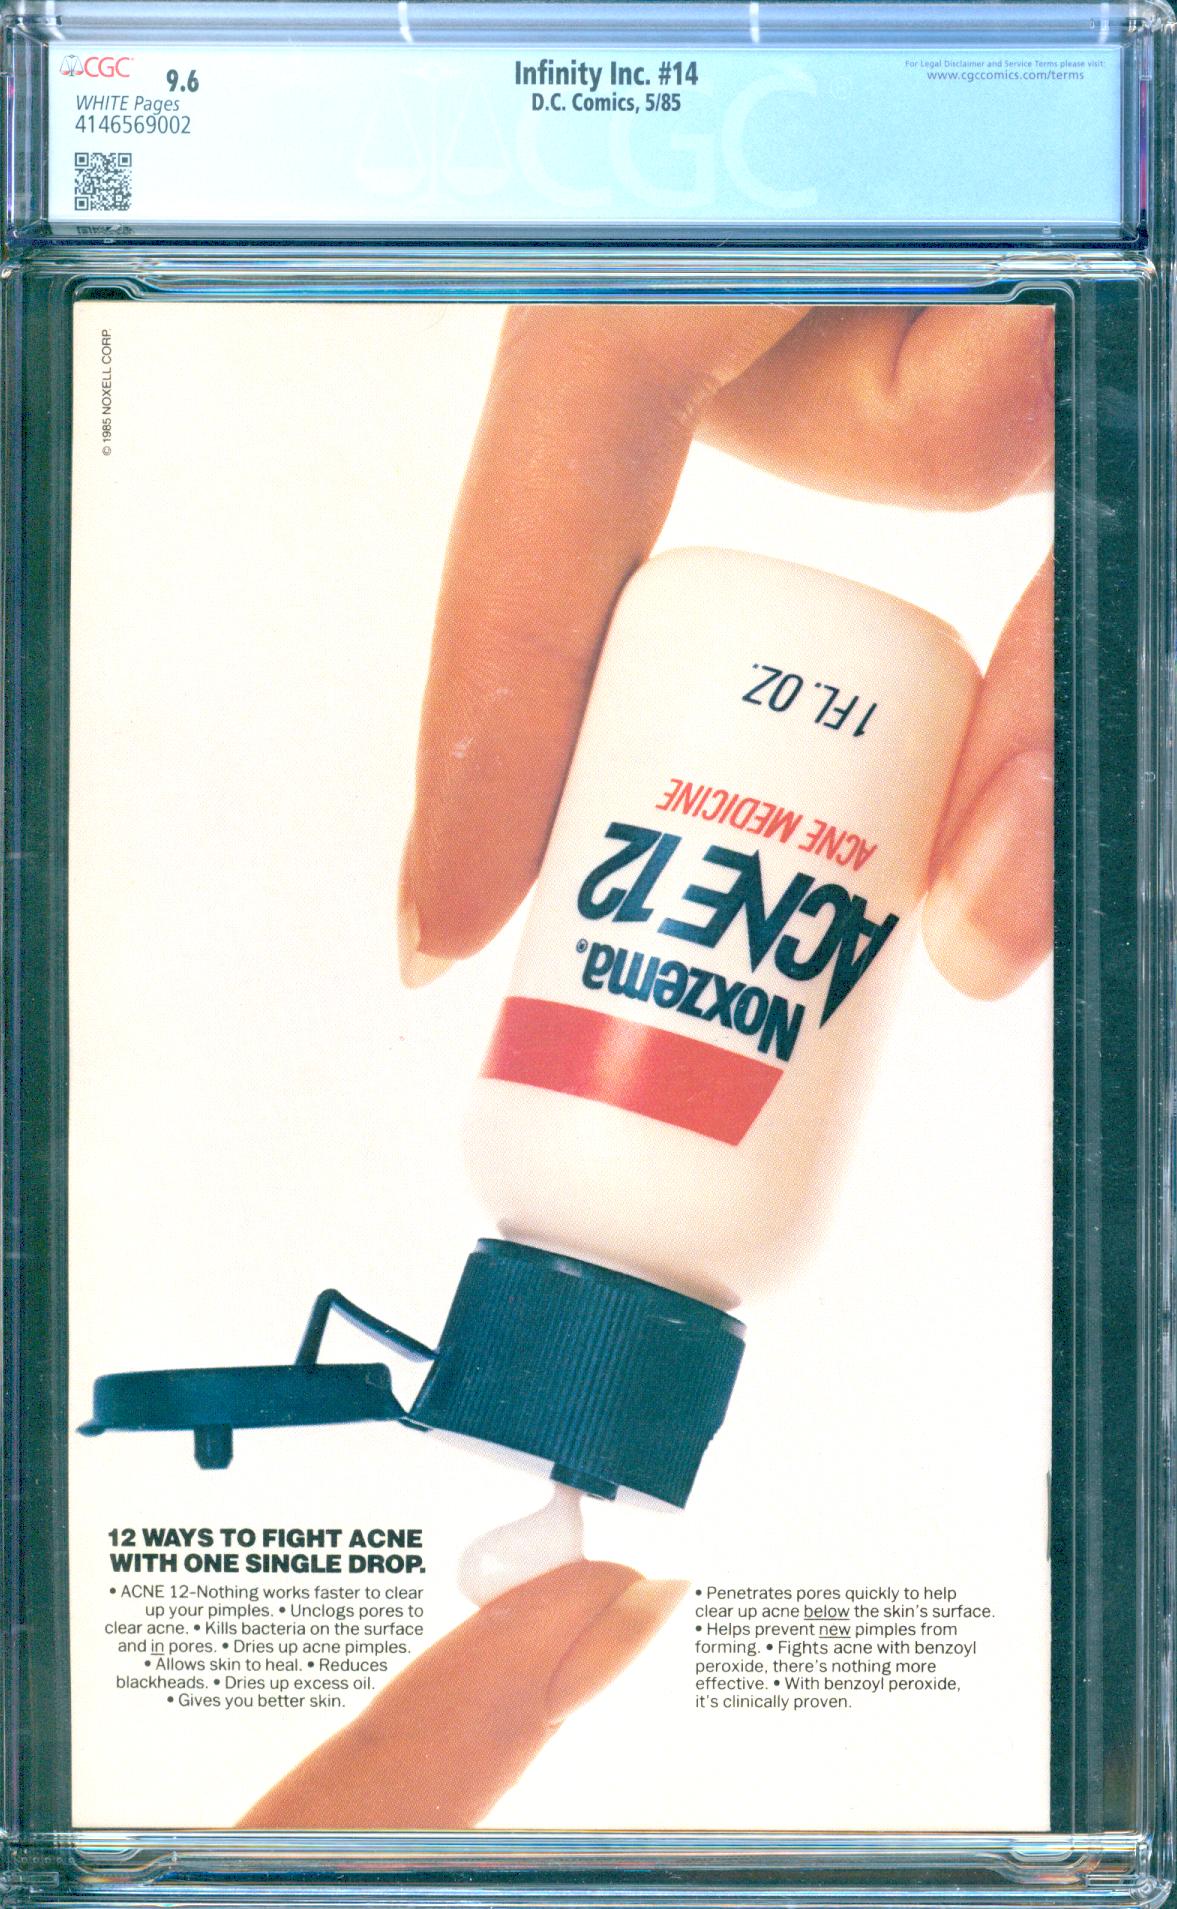 CGC
9.6
WHITE Pages
4146569002
Infinity Inc. #14
D.C. Comics, 5/85
For Legal Disclaimer and Service Terms please visit:
www.cgccomics.com/terms
CGC®
© 1985 NOXELL CORP.
1 FL. OZ.
ACNE MEDICINE
ACNE 12
Noxzema®
12 WAYS TO FIGHT ACNE
WITH ONE SINGLE DROP.
• ACNE 12-Nothing works faster to clear
up your pimples. • Unclogs pores to
clear acne. • Kills bacteria on the surface
and in pores. • Dries up acne pimples.
• Allows skin to heal. • Reduces
blackheads. • Dries up excess oil.
• Gives you better skin.
• Penetrates pores quickly to help
clear up acne below the skin's surface.
• Helps prevent new pimples from
forming. • Fights acne with benzoyl
peroxide, there's nothing more
effective. • With benzoyl peroxide,
it's clinically proven.